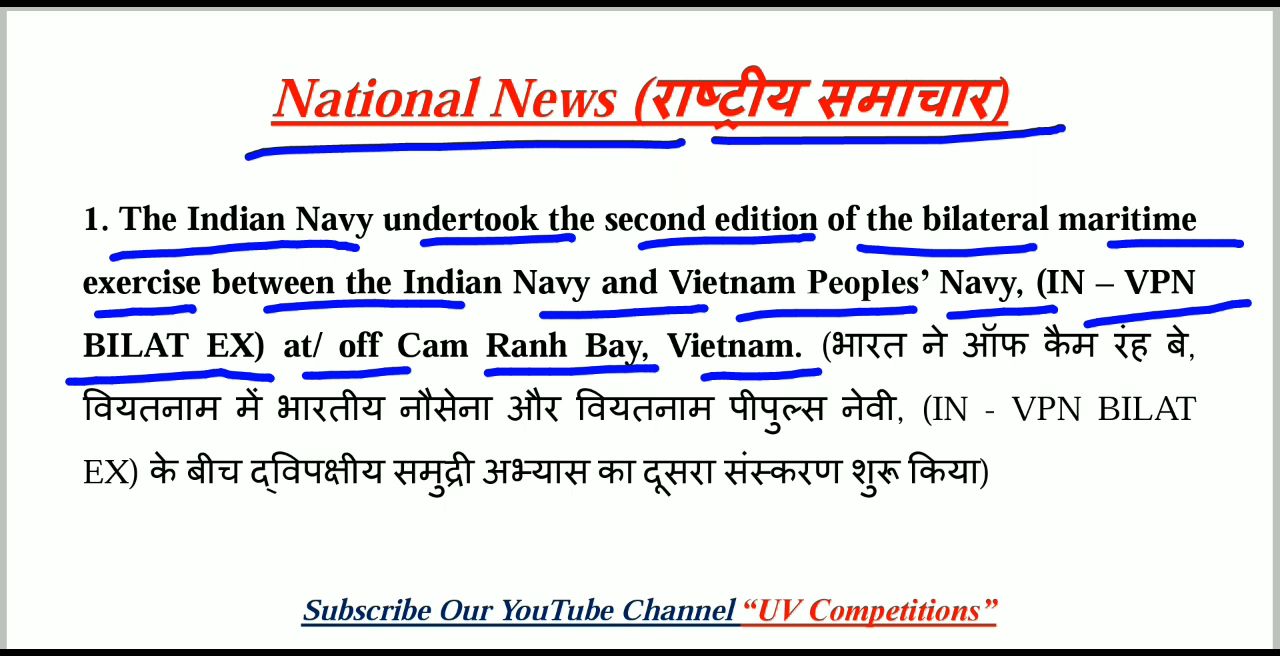 National News (राष्ट्रीय समाचार)
1. The Indian Navy undertook the second edition of the bilateral maritime
exercise between the Indian Navy and Vietnam Peoples’ Navy, (IN – VPN
BILAT EX) at/ off Cam Ranh Bay, Vietnam. (भारत ने ऑफ कैम रंह बे,
वियतनाम में भारतीय नौसेना और वियतनाम पीपुल्स नेवी, (IN - VPN BILAT
EX) के बीच द्विपक्षीय समुद्री अभ्यास का दूसरा संस्करण शुरू किया)
Subscribe Our YouTube Channel “UV Competitions”